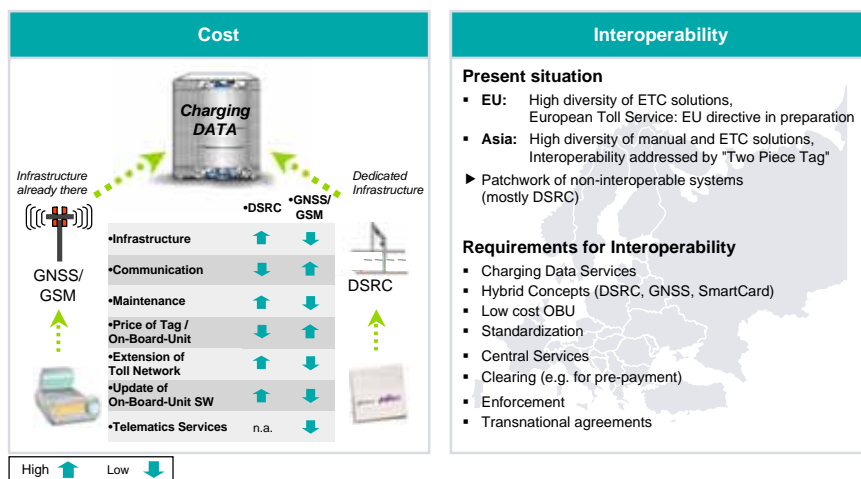 Cost
Charging
DATA
Infrastructure
already there
Dedicated
Infrastructure
GNSS/
GSM
DSRC
•DSRC
•GNSS/
GSM
•Infrastructure
•Communication
•Maintenance
•Price of Tag /
On-Board-Unit
•Extension of
Toll Network
•Update of
On-Board-Unit SW
•Telematics Services n.a.
High Low
Interoperability
Present situation
▪ EU: High diversity of ETC solutions,
European Toll Service: EU directive in preparation
▪ Asia: High diversity of manual and ETC solutions,
Interoperability addressed by "Two Piece Tag"
▶ Patchwork of non-interoperable systems
(mostly DSRC)
Requirements for Interoperability
▪ Charging Data Services
▪ Hybrid Concepts (DSRC, GNSS, SmartCard)
▪ Low cost OBU
▪ Standardization
▪ Central Services
▪ Clearing (e.g. for pre-payment)
▪ Enforcement
▪ Transnational agreements